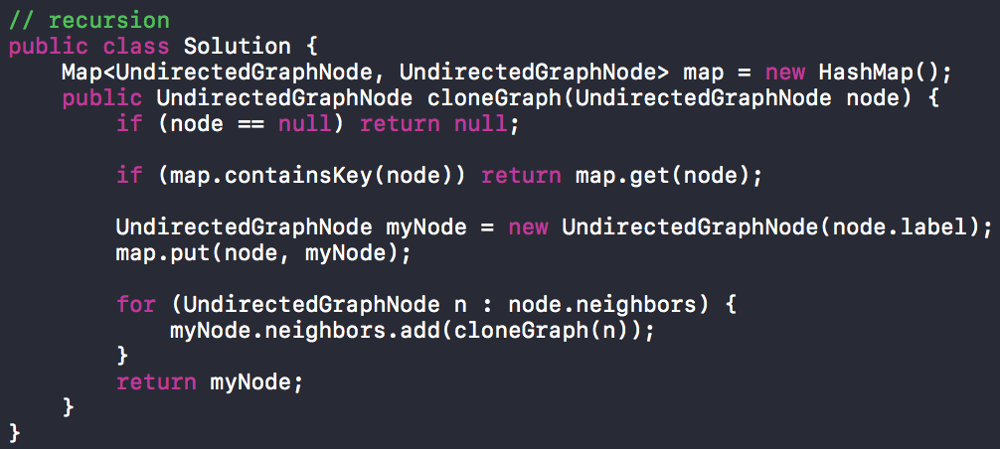 // recursion
public class Solution {
    Map<UndirectedGraphNode, UndirectedGraphNode> map = new HashMap();
    public UndirectedGraphNode cloneGraph(UndirectedGraphNode node) {
        if (node == null) return null;

        if (map.containsKey(node)) return map.get(node);

        UndirectedGraphNode myNode = new UndirectedGraphNode(node.label);
        map.put(node, myNode);

        for (UndirectedGraphNode n : node.neighbors) {
            myNode.neighbors.add(cloneGraph(n));
        }
        return myNode;
    }
}